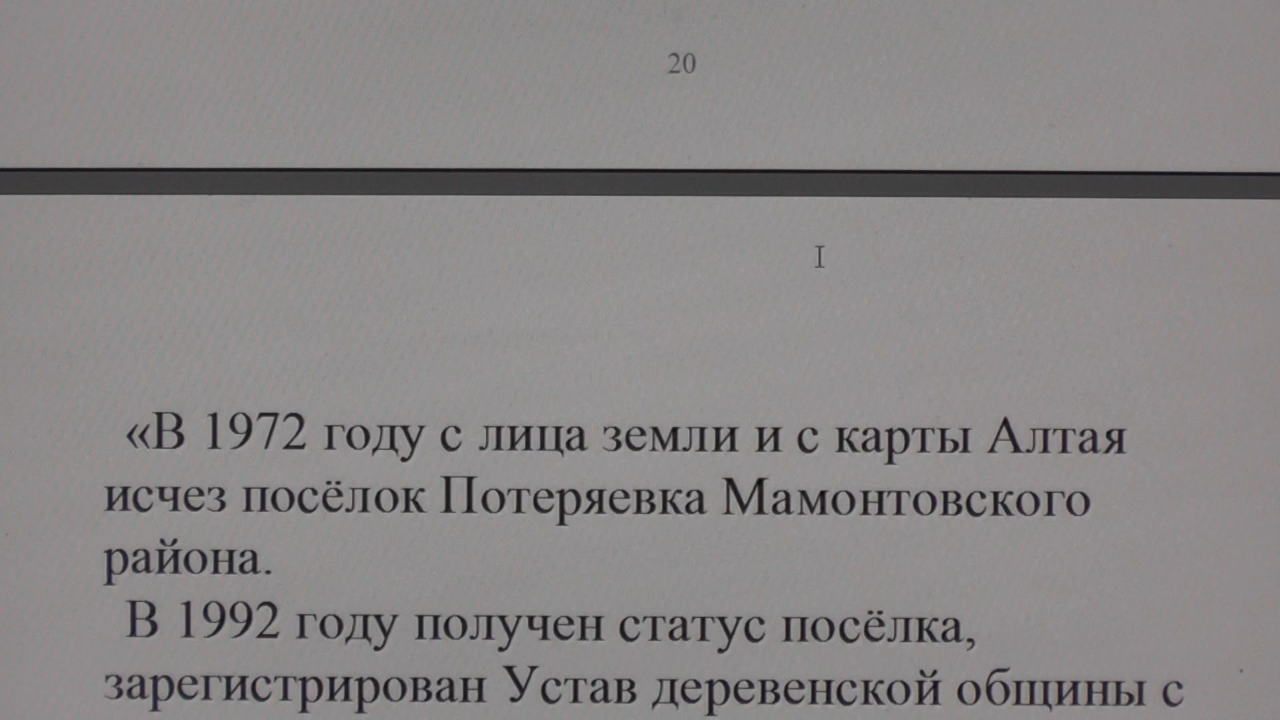 20
«В 1972 году с лица земли и с карты Алтая
исчез посёлок Потеряевка Мамонтовского
района.
В 1992 году получен статус посёлка,
зарегистрирован Устав деревенской общины с